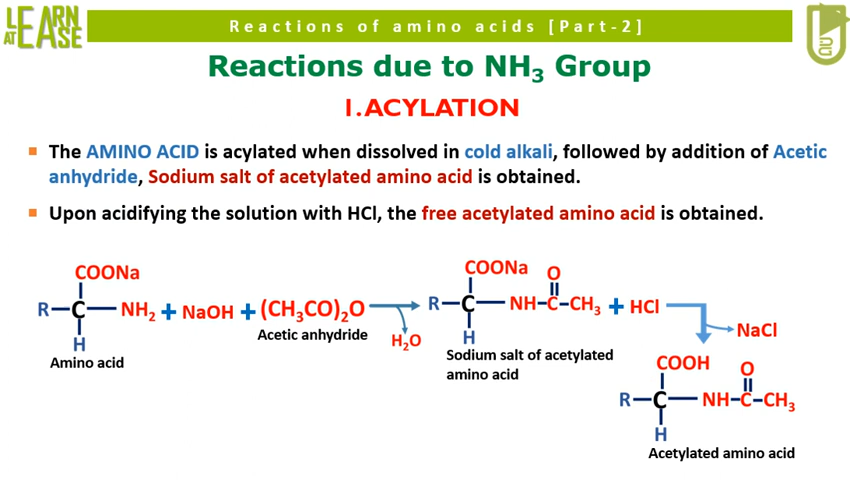 LEARN
AT EASE
Reactions of amino acids [Part-2]
Reactions due to NH₃ Group
1.ACYLATION
The AMINO ACID is acylated when dissolved in cold alkali, followed by addition of Acetic
anhydride, Sodium salt of acetylated amino acid is obtained.
Upon acidifying the solution with HCl, the free acetylated amino acid is obtained.
COONa
R–C–NH₂ + NaOH + (CH₃CO)₂O
H
Amino acid
Acetic anhydride
H₂O
COONa O
R–C–NH–C–CH₃ + HCl
H
Sodium salt of acetylated
amino acid
NaCl
COOH O
R–C–NH–C–CH₃
H
Acetylated amino acid